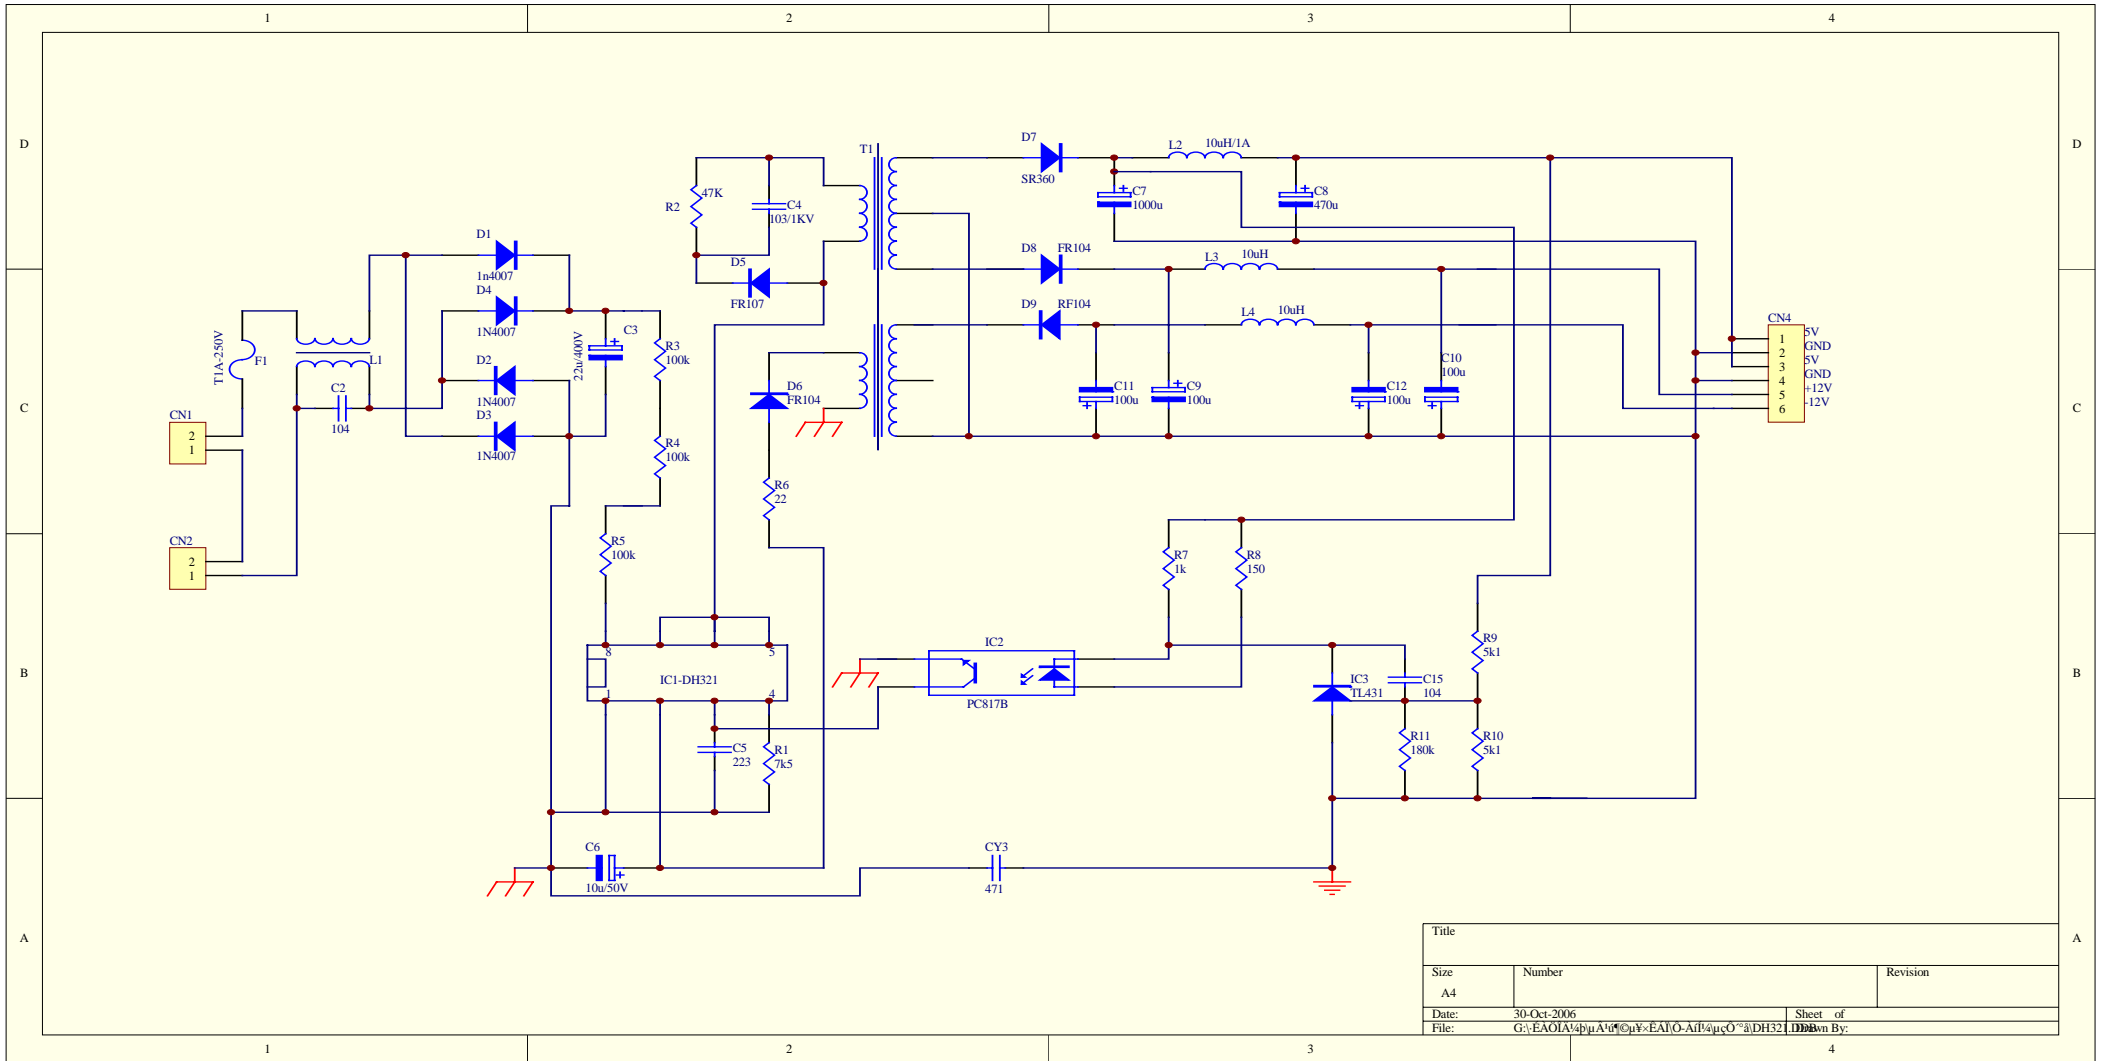 1 2 3 4
D D
C C
B B
A A
1 2 3 4
T1A-250V
F1
CN1
2
1
CN2
2
1
L1
C2
104
D1
1n4007
D4
1N4007
D2
1N4007
D3
1N4007
C3
22u/400V
R3
100k
R4
100k
R5
100k
R2
47K
C4
103/1KV
D5
FR107
T1
D6
FR104
R6
22
8
5
IC1-DH321
1
4
C5
223
R1
7k5
C6
10u/50V
CY3
471
D7
SR360
L2
10uH/1A
C7
1000u
C8
470u
D8
FR104
L3
10uH
D9
RF104
L4
10uH
C11
100u
C9
100u
C12
100u
C10
100u
CN4
1
2
3
4
5
6
5V
GND
5V
GND
+12V
-12V
R7
1k
R8
150
IC2
PC817B
IC3
TL431
C15
104
R9
5k1
R11
180k
R10
5k1
Title
Size
A4
Number
Revision
Date:
30-Oct-2006
Sheet of
File:
Drawn By: